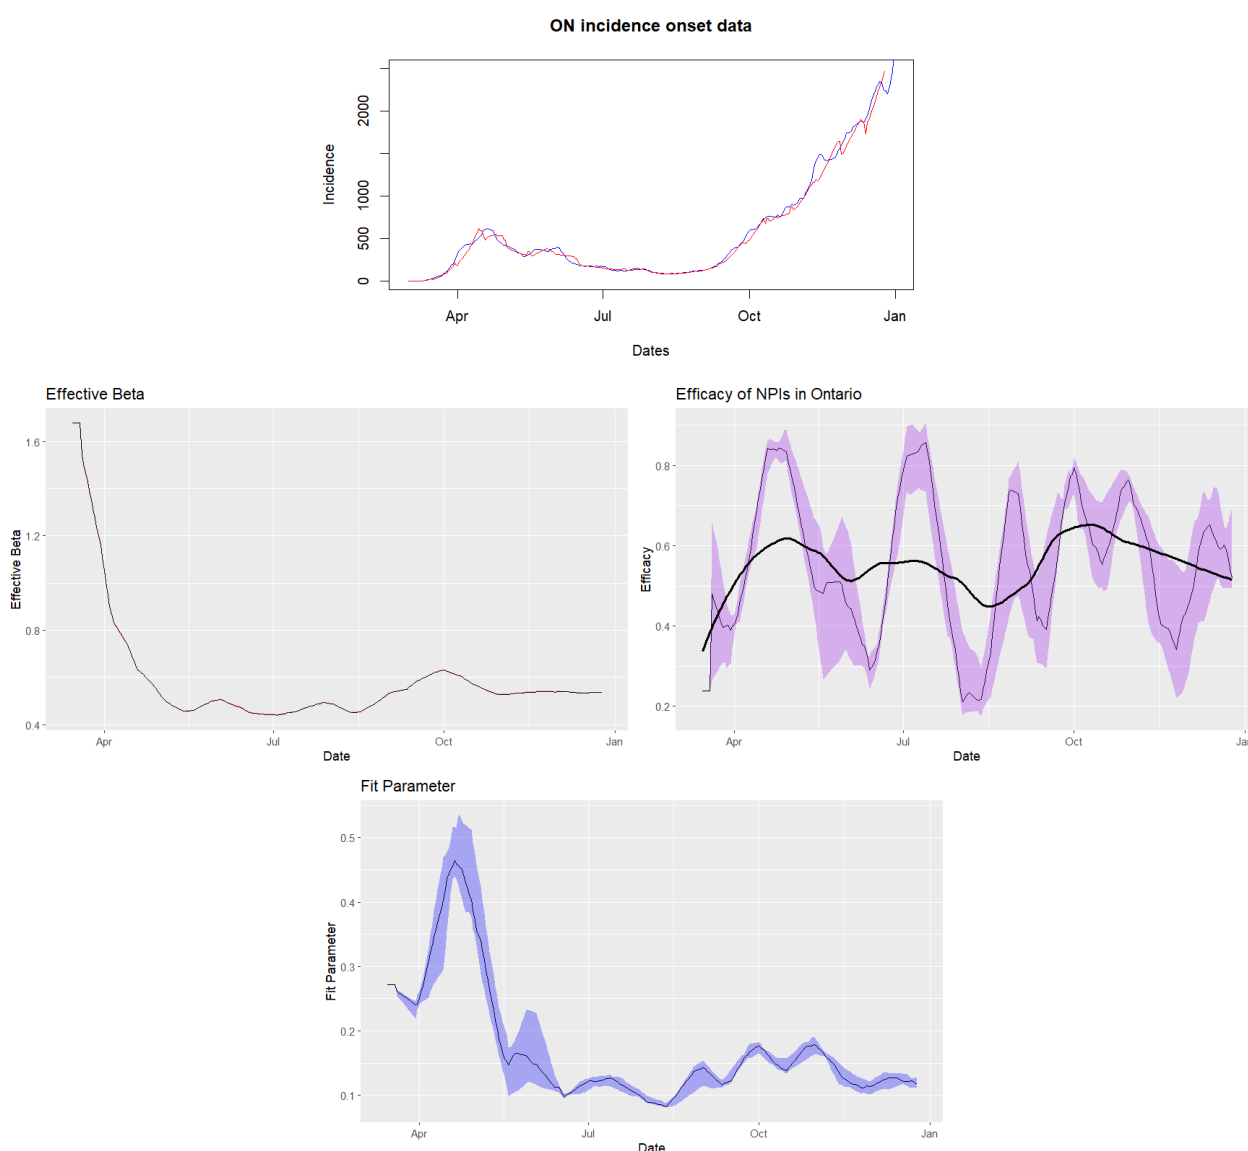 ON incidence onset data
Incidence
2000
1000
500
0
Apr
Jul
Oct
Jan
Dates
Effective Beta
Effective Beta
1.6
1.2
0.8
0.4
Apr
Jul
Oct
Jan
Date
Efficacy of NPIs in Ontario
Efficacy
0.8
0.6
0.4
0.2
Apr
Jul
Oct
Jan
Date
Fit Parameter
Fit Parameter
0.5
0.4
0.3
0.2
0.1
Apr
Jul
Oct
Jan
Date